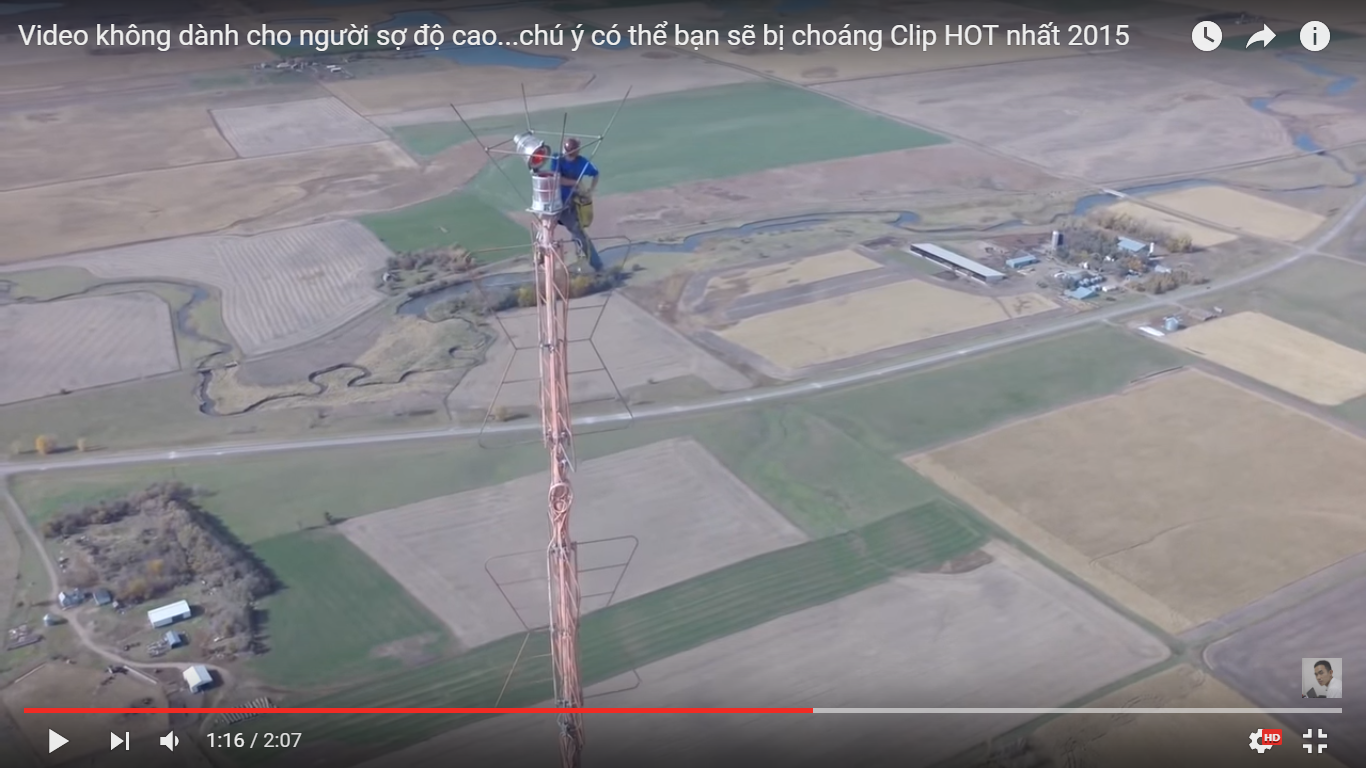 Video không dành cho người sợ độ cao...chú ý có thể bạn sẽ bị choáng Clip HOT nhất 2015
1:16 / 2:07
HD